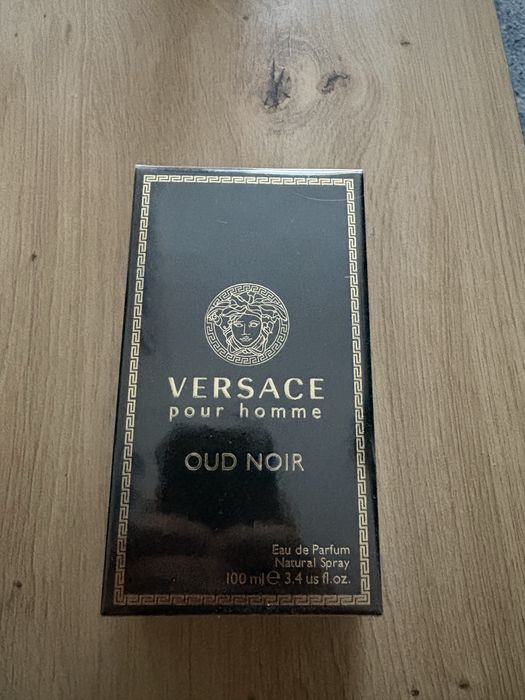 VERSACE
pour homme
OUD NOIR
Eau de Parfum
Natural Spray
100 ml ℮ 3.4 us fl.oz.